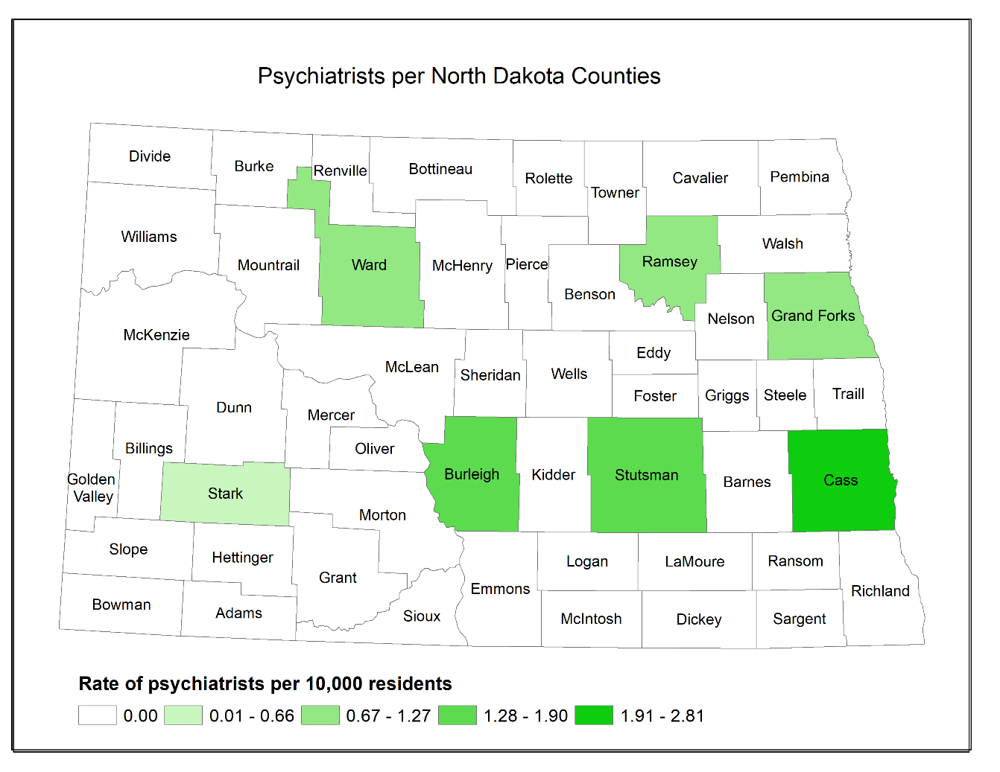 Psychiatrists per North Dakota Counties
Divide
Burke
Renville
Bottineau
Rolette
Towner
Cavalier
Pembina
Williams
Mountrail
Ward
McHenry
Pierce
Benson
Ramsey
Walsh
Nelson
Grand Forks
McKenzie
McLean
Sheridan
Wells
Eddy
Foster
Griggs
Steele
Traill
Dunn
Mercer
Oliver
Billings
Golden
Valley
Stark
Morton
Burleigh
Kidder
Stutsman
Barnes
Cass
Slope
Hettinger
Grant
Emmons
Logan
LaMoure
Ransom
Richland
Bowman
Adams
Sioux
McIntosh
Dickey
Sargent
Rate of psychiatrists per 10,000 residents
0.00 0.01 - 0.66 0.67 - 1.27 1.28 - 1.90 1.91 - 2.81